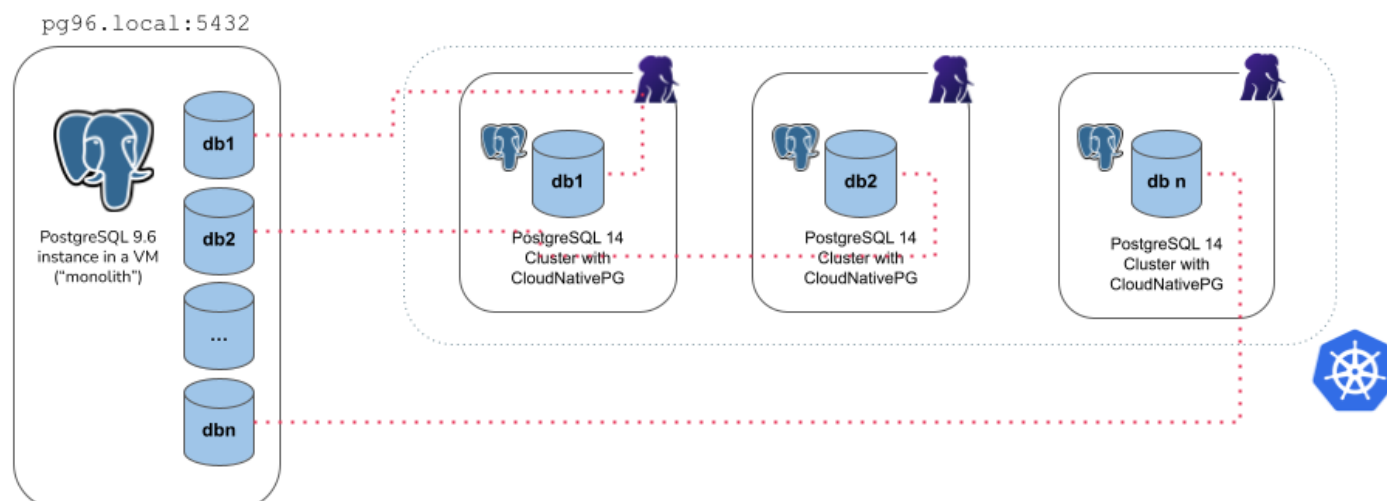 pg96.local:5432
db1
PostgreSQL 9.6
instance in a VM
(“monolith”)
db2
...
dbn
db1
PostgreSQL 14
Cluster with
CloudNativePG
db2
PostgreSQL 14
Cluster with
CloudNativePG
db n
PostgreSQL 14
Cluster with
CloudNativePG